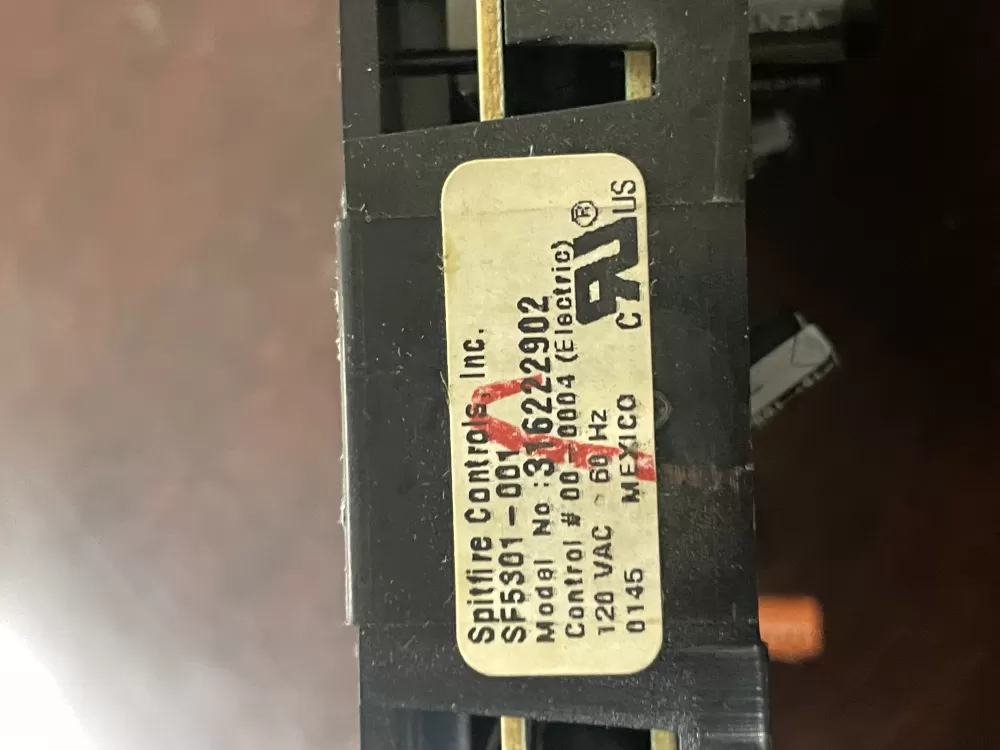 Spitfire Controls, Inc.
SF5301-001
Model No :316222902
Control # 00-0004 (Electric)
120 VAC ~ 60 Hz
0145 MEXICO
C RU ® US